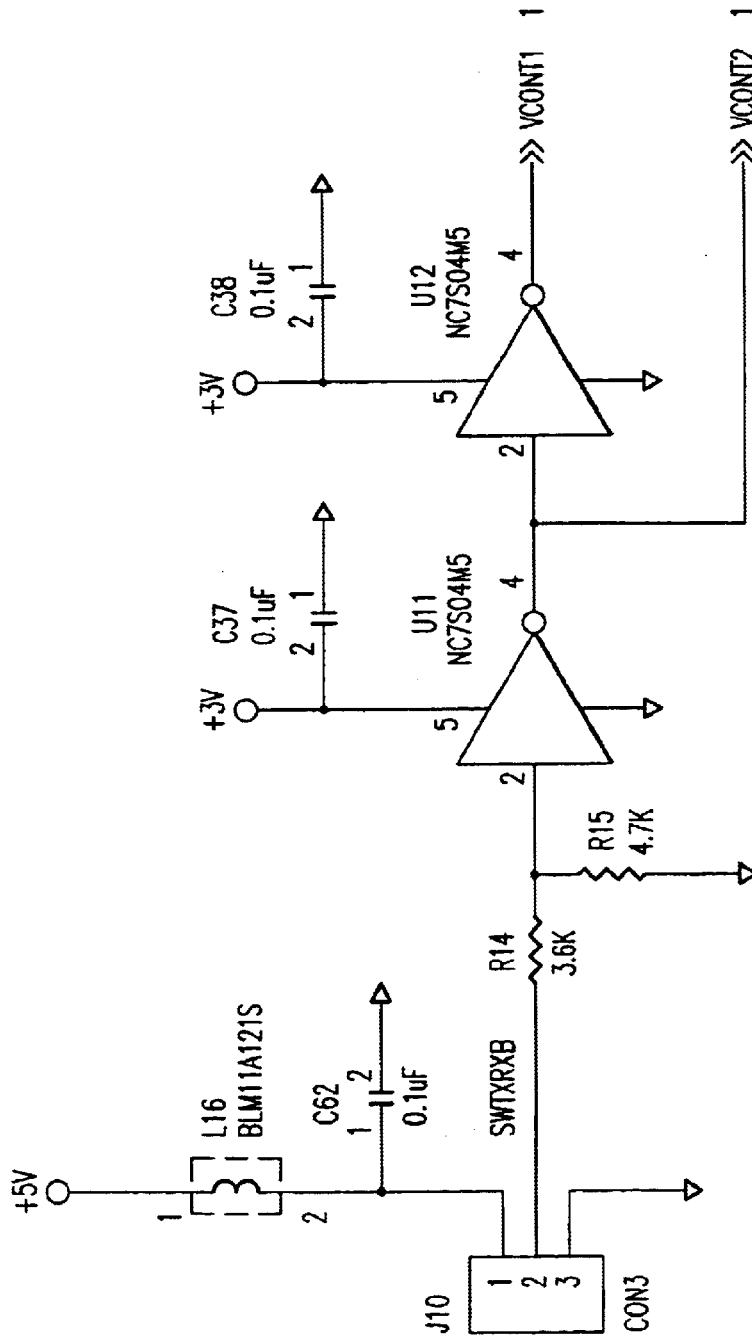 +5V
1
L16
BLM11A121S
2
C62
1 2
0.1uF
J10
1
2
3
CON3
SWTXRXB
R14
3.6K
R15
4.7K
+3V
C37
0.1uF
2 1
5
U11
NC7S04M5
2
4
+3V
C38
0.1uF
2 1
5
U12
NC7S04M5
2
4
VCONT1 1
VCONT2 1